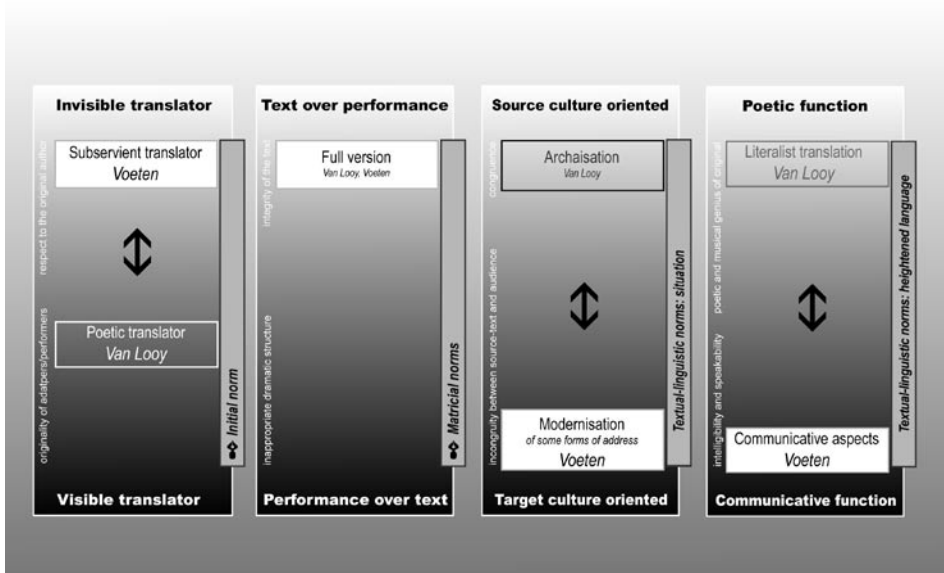 Invisible translator
Subservient translator
Voeten
Poetic translator
Van Looy
respect to the original author
originality of adatpers/performers
Initial norm
Visible translator
Text over performance
Full version
Van Looy, Voeten
integrity of the text
inappropriate dramatic structure
Matricial norms
Performance over text
Source culture oriented
Archaisation
Van Looy
congruence
incongruity between source-text and audience
Modernisation
of some forms of address
Voeten
Textual-linguistic norms: situation
Target culture oriented
Poetic function
Literalist translation
Van Looy
poetic and musical genius of original
intelligibility and speakability
Communicative aspects
Voeten
Textual-linguistic norms: heightened language
Communicative function